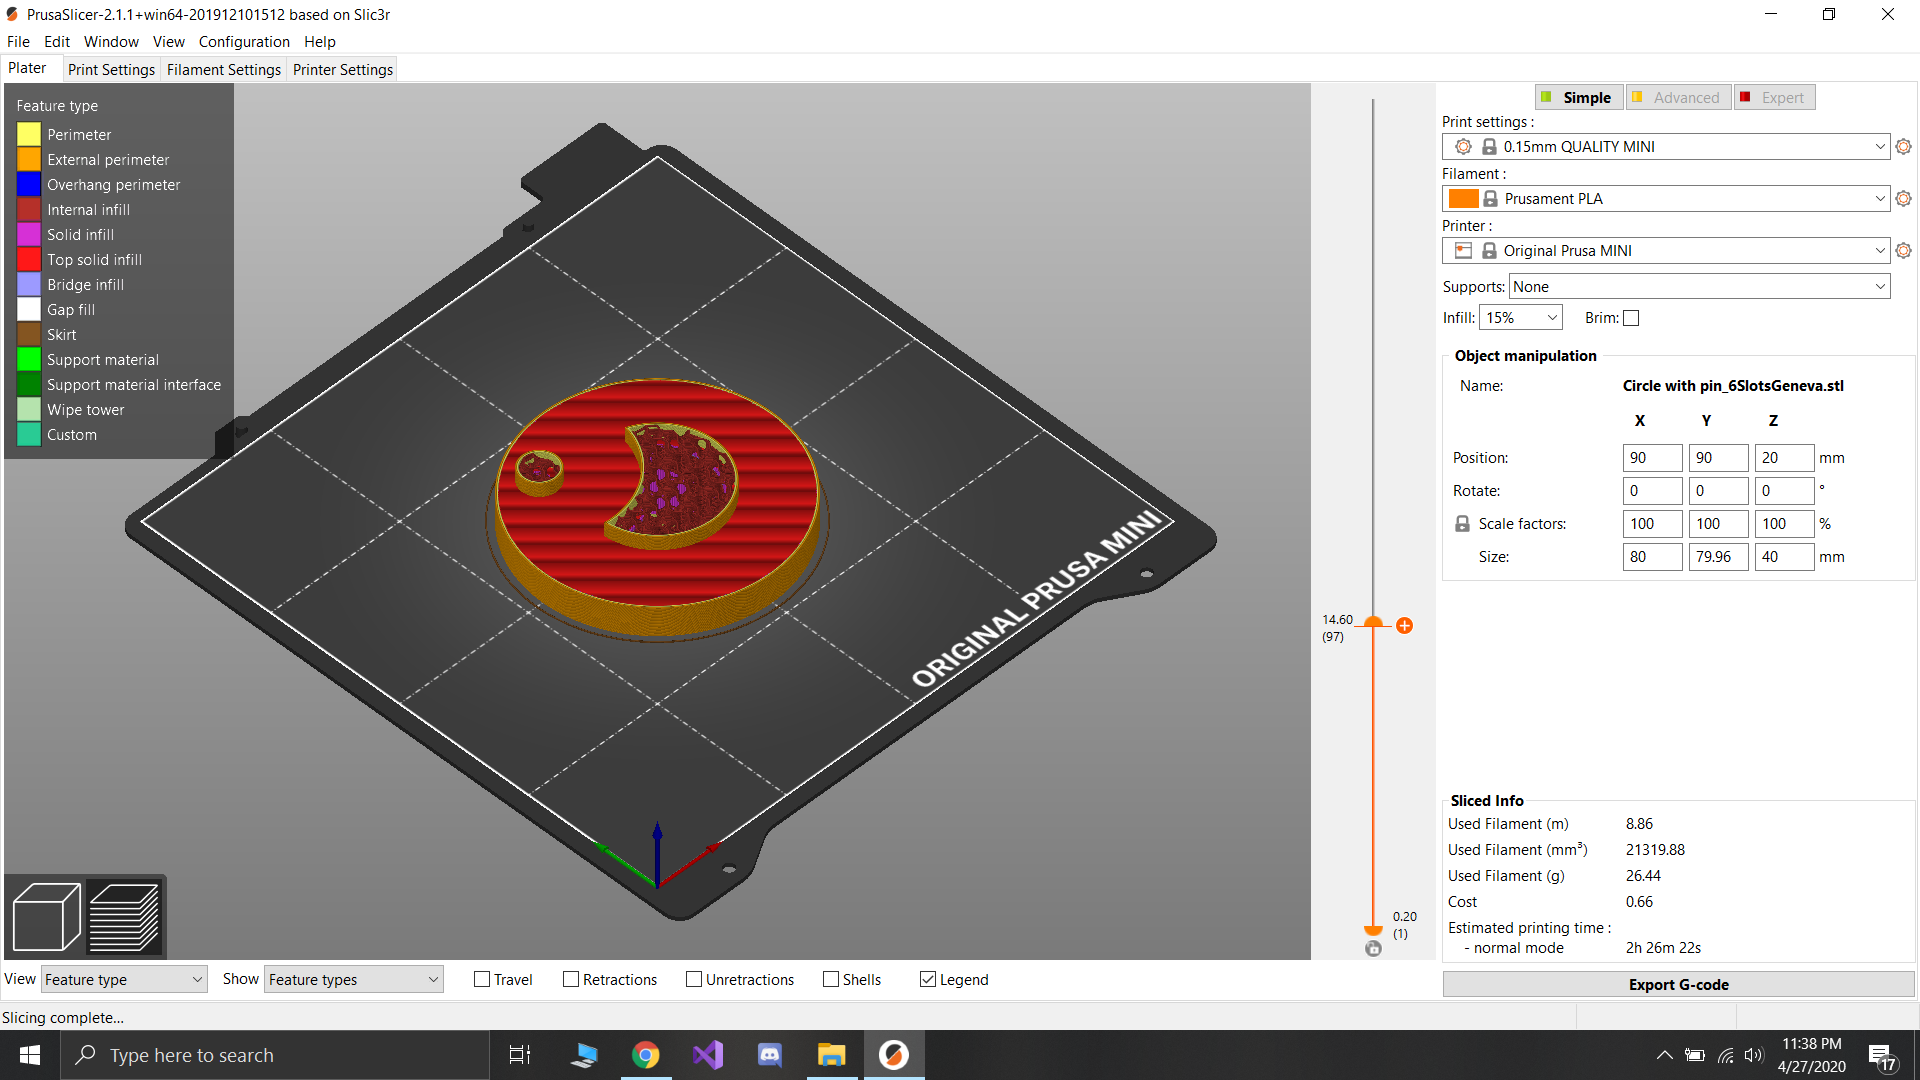 PrusaSlicer-2.1.1+win64-201912101512 based on Slic3r
File Edit Window View Configuration Help
Plater Print Settings Filament Settings Printer Settings
Feature type
Perimeter
External perimeter
Overhang perimeter
Internal infill
Solid infill
Top solid infill
Bridge infill
Gap fill
Skirt
Support material
Support material interface
Wipe tower
Custom
ORIGINAL PRUSA MINI
14.60
(97)
0.20
(1)
Simple Advanced Expert
Print settings :
0.15mm QUALITY MINI
Filament :
Prusament PLA
Printer :
Original Prusa MINI
Supports: None
Infill: 15% Brim:
Object manipulation
Name: Circle with pin_6SlotsGeneva.stl
X Y Z
Position: 90 90 20 mm
Rotate: 0 0 0 °
Scale factors: 100 100 100 %
Size: 80 79.96 40 mm
Sliced Info
Used Filament (m) 8.86
Used Filament (mm³) 21319.88
Used Filament (g) 26.44
Cost 0.66
Estimated printing time :
- normal mode 2h 26m 22s
Export G-code
View Feature type Show Feature types Travel Retractions Unretractions Shells Legend
Slicing complete...
Type here to search
11:38 PM
4/27/2020
17